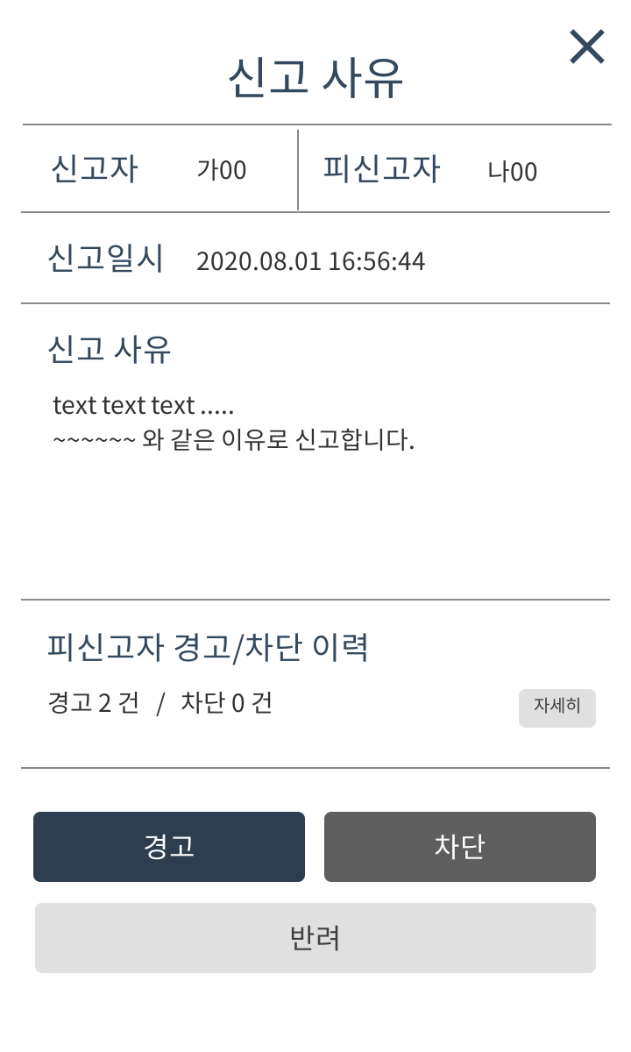 신고 사유
신고자 가00 피신고자 나00
신고일시 2020.08.01 16:56:44
신고 사유
text text text .....
~~~~~~ 와 같은 이유로 신고합니다.
피신고자 경고/차단 이력
경고 2 건 / 차단 0 건 자세히
경고 차단
반려